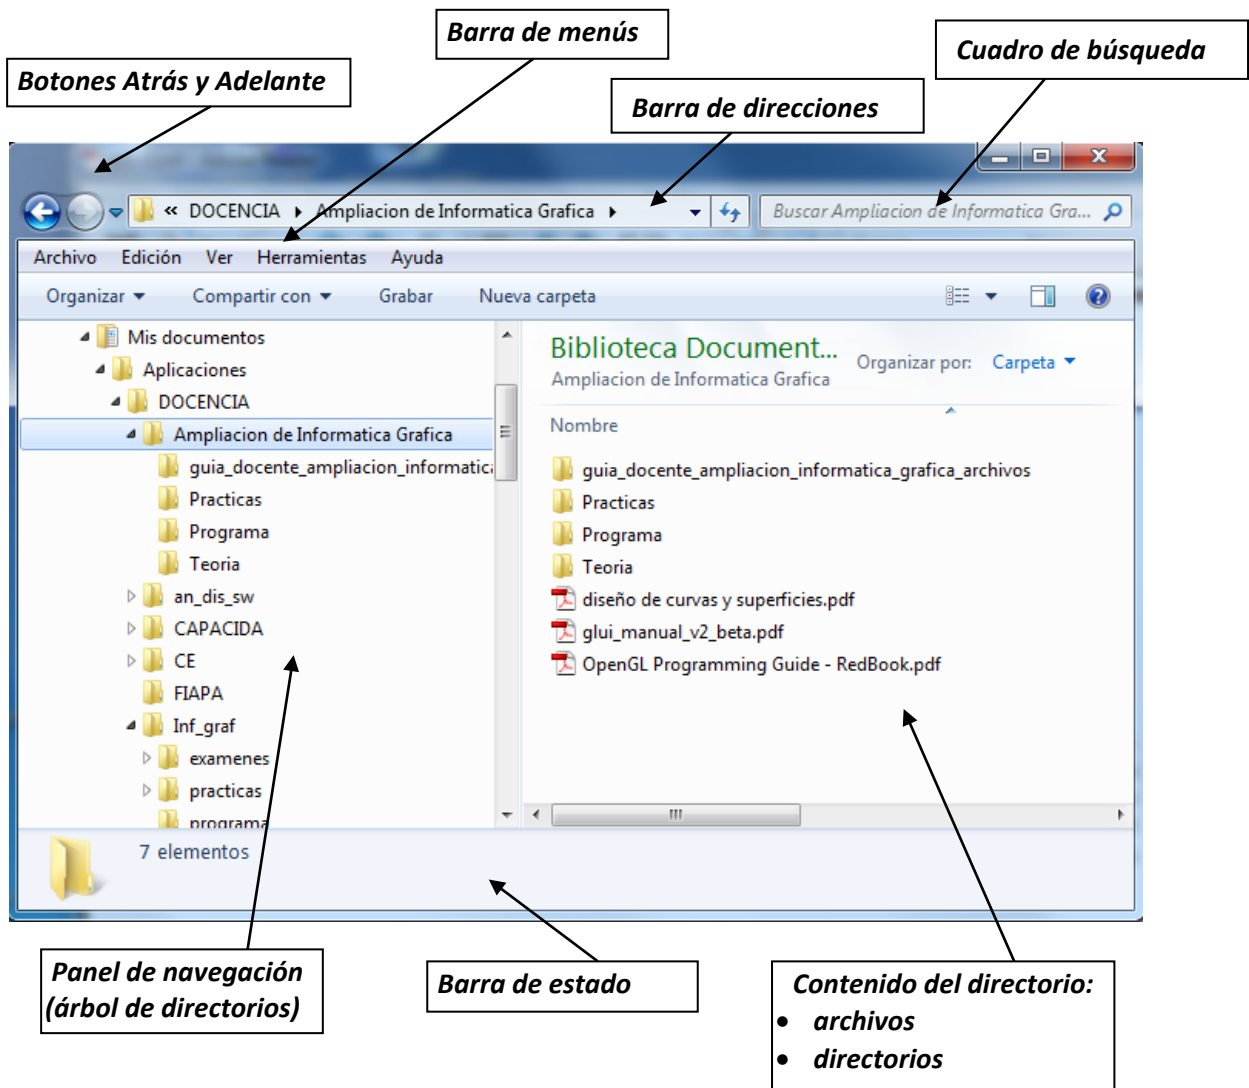 Barra de menús
Cuadro de búsqueda
Botones Atrás y Adelante
Barra de direcciones
« DOCENCIA Ampliacion de Informatica Grafica
Buscar Ampliacion de Informatica Gra...
Archivo Edición Ver Herramientas Ayuda
Organizar Compartir con Grabar Nueva carpeta
Mis documentos
Aplicaciones
DOCENCIA
Ampliacion de Informatica Grafica
guia_docente_ampliacion_informatica
Practicas
Programa
Teoria
an_dis_sw
CAPACIDA
CE
FIAPA
Inf_graf
examenes
practicas
programa
Biblioteca Document...
Ampliacion de Informatica Grafica
Organizar por: Carpeta
Nombre
guia_docente_ampliacion_informatica_grafica_archivos
Practicas
Programa
Teoria
diseño de curvas y superficies.pdf
glui_manual_v2_beta.pdf
OpenGL Programming Guide - RedBook.pdf
7 elementos
Panel de navegación
(árbol de directorios)
Barra de estado
Contenido del directorio:
• archivos
• directorios